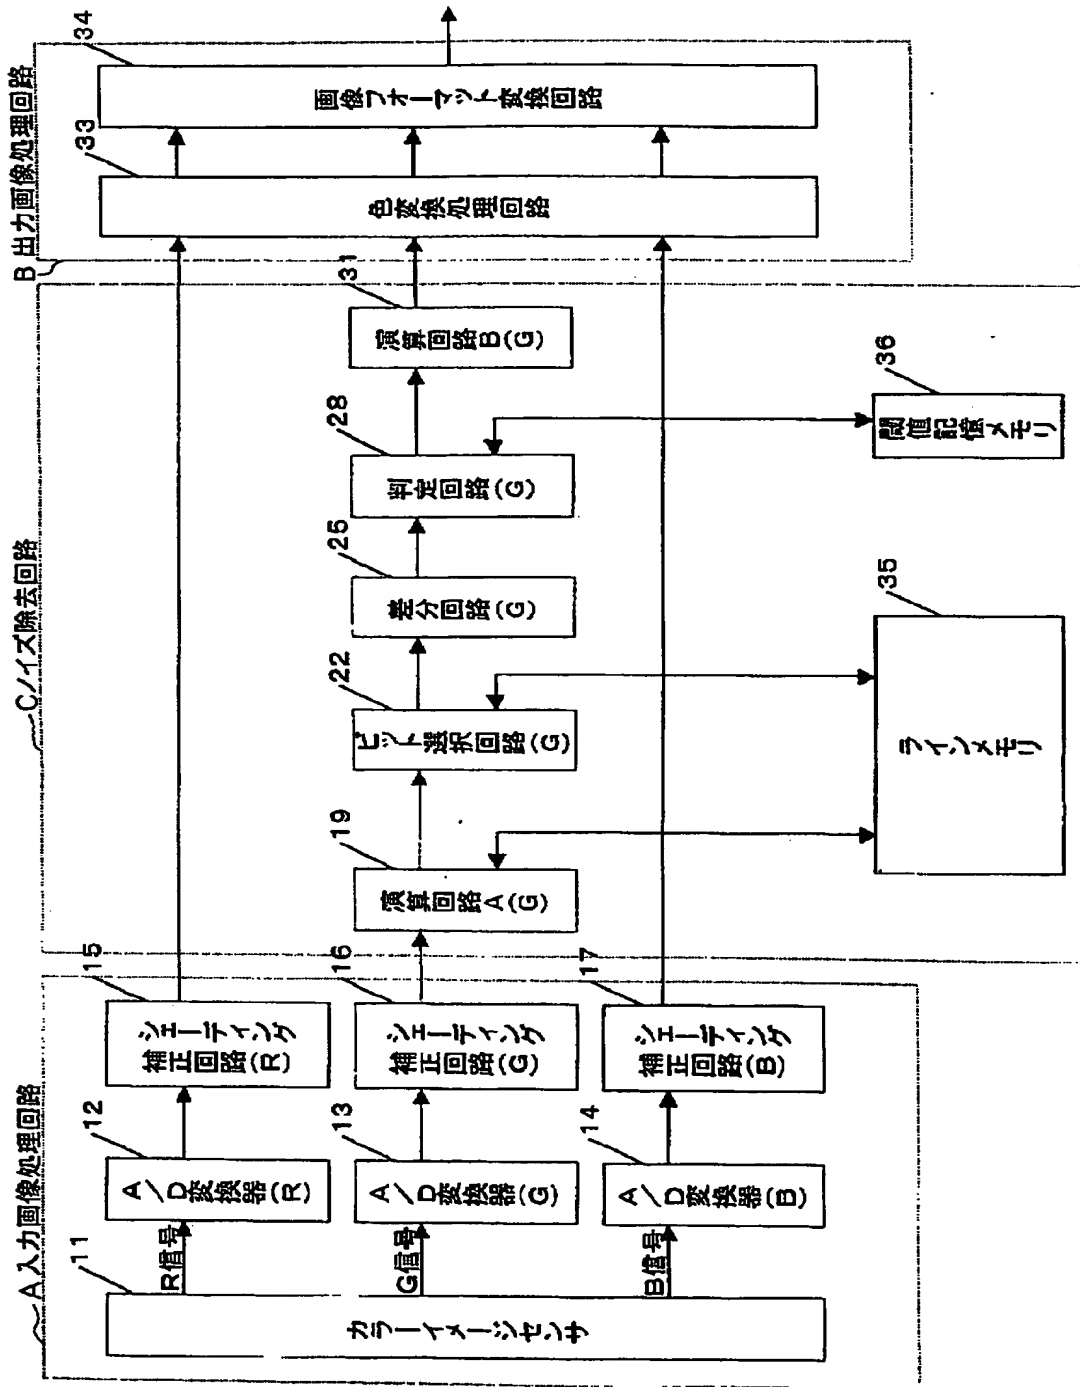 A入力画像処理回路
11
カラーイメージセンサ
R信号
G信号
B信号
12
A/D変換器(R)
13
A/D変換器(G)
14
A/D変換器(B)
15
シェーディング
補正回路(R)
16
シェーディング
補正回路(G)
17
シェーディング
補正回路(B)
Cノイズ除去回路
19
演算回路A(G)
22
ビット選択回路(G)
25
差分回路(G)
28
判定回路(G)
31
演算回路B(G)
35
ラインメモリ
36
閾値記憶メモリ
B 出力画像処理回路
33
色変換処理回路
34
画像フォーマット変換回路